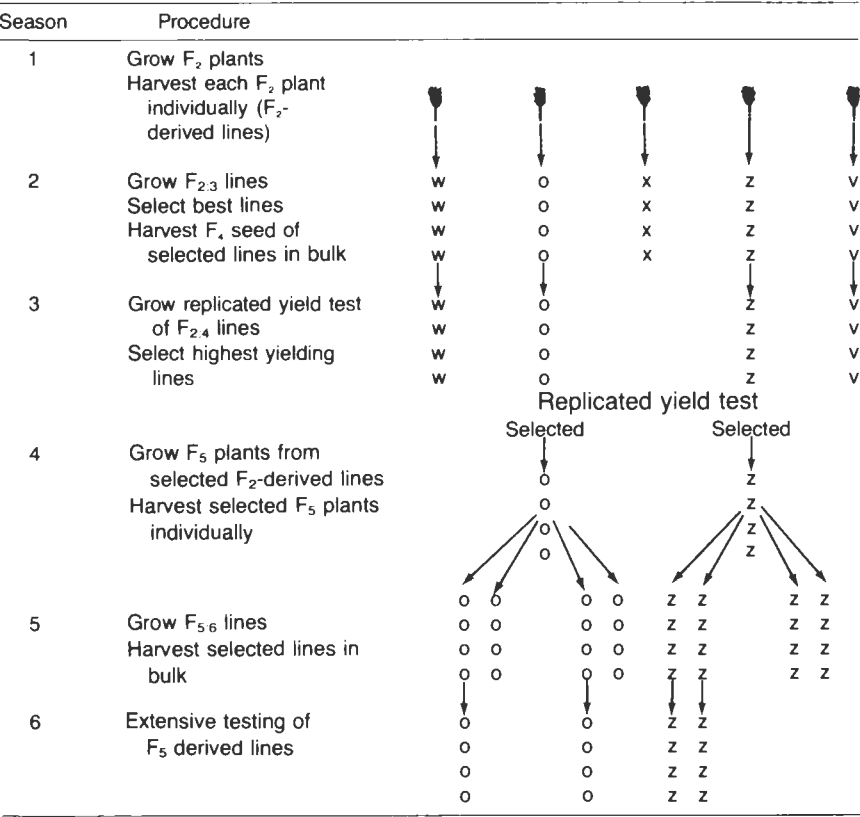 Season Procedure
1 Grow F₂ plants
Harvest each F₂ plant
individually (F₂-
derived lines)
2 Grow F₂.₃ lines w o x z v
Select best lines w o x z v
Harvest F₄ seed of w o x z v
selected lines in bulk w o x z v
3 Grow replicated yield test w o z v
of F₂.₄ lines w o z v
Select highest yielding w o z v
lines w o z v
Replicated yield test
Selected Selected
4 Grow F₅ plants from
selected F₂-derived lines o z
Harvest selected F₅ plants o z
individually o z
o z
o o o o z z z z
5 Grow F₅.₆ lines o o o o z z z z
Harvest selected lines in o o o o z z z z
bulk o o o o z z z z
6 Extensive testing of o o z z
F₅ derived lines o o z z
o o z z
o o z z